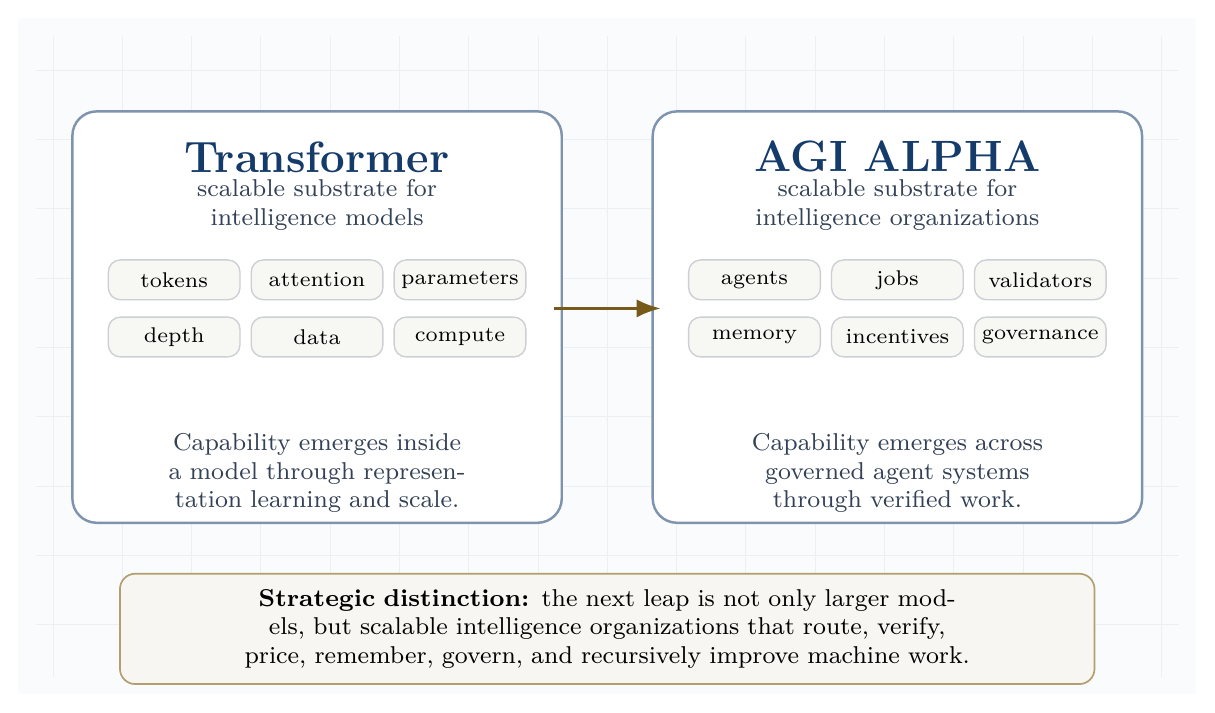 Transformer
scalable substrate for
intelligence models
tokens
attention
parameters
depth
data
compute
Capability emerges inside
a model through represen-
tation learning and scale.
AGI ALPHA
scalable substrate for
intelligence organizations
agents
jobs
validators
memory
incentives
governance
Capability emerges across
governed agent systems
through verified work.
Strategic distinction: the next leap is not only larger mod-
els, but scalable intelligence organizations that route, verify,
price, remember, govern, and recursively improve machine work.